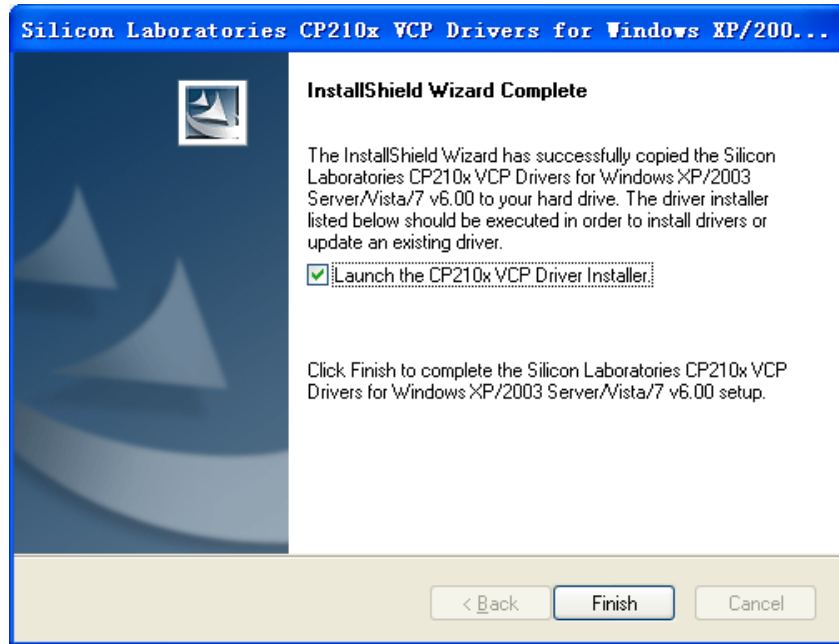 Silicon Laboratories CP210x VCP Drivers for Windows XP/200...
InstallShield Wizard Complete
The InstallShield Wizard has successfully copied the Silicon
Laboratories CP210x VCP Drivers for Windows XP/2003
Server/Vista/7 v6.00 to your hard drive. The driver installer
listed below should be executed in order to install drivers or
update an existing driver.
Launch the CP210x VCP Driver Installer.
Click Finish to complete the Silicon Laboratories CP210x VCP
Drivers for Windows XP/2003 Server/Vista/7 v6.00 setup.
< Back Finish Cancel